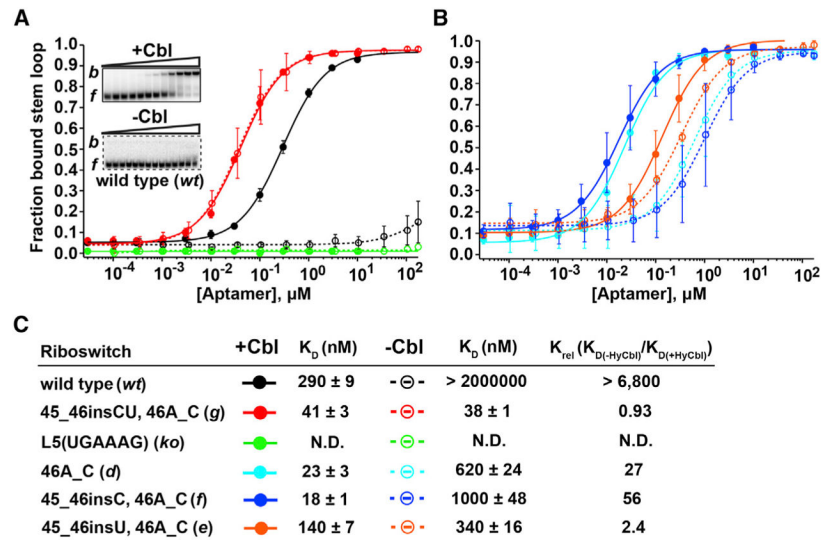 A
B
+Cbl
b
f
-Cbl
b
f
wild type (wt)
Fraction bound stem loop
1.0
0.9
0.8
0.7
0.6
0.5
0.4
0.3
0.2
0.1
0.0
10⁻⁴ 10⁻³ 10⁻² 10⁻¹ 10⁰ 10¹ 10²
[Aptamer], µM
1.0
0.9
0.8
0.7
0.6
0.5
0.4
0.3
0.2
0.1
0.0
10⁻⁴ 10⁻³ 10⁻² 10⁻¹ 10⁰ 10¹ 10²
[Aptamer], µM
C
Riboswitch +Cbl K_D (nM) -Cbl K_D (nM) K_rel (K_D(-HyCbl)/K_D(+HyCbl))
wild type (wt) 290 ± 9 > 2000000 > 6,800
45_46insCU, 46A_C (g) 41 ± 3 38 ± 1 0.93
L5(UGAAAG) (ko) N.D. N.D. N.D.
46A_C (d) 23 ± 3 620 ± 24 27
45_46insC, 46A_C (f) 18 ± 1 1000 ± 48 56
45_46insU, 46A_C (e) 140 ± 7 340 ± 16 2.4